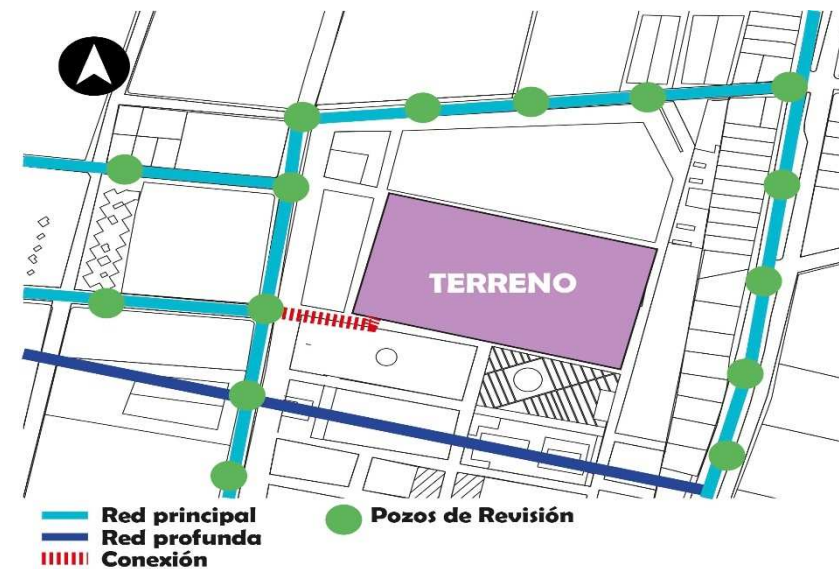 TERRENO
Red principal
Red profunda
Conexión
Pozos de Revisión